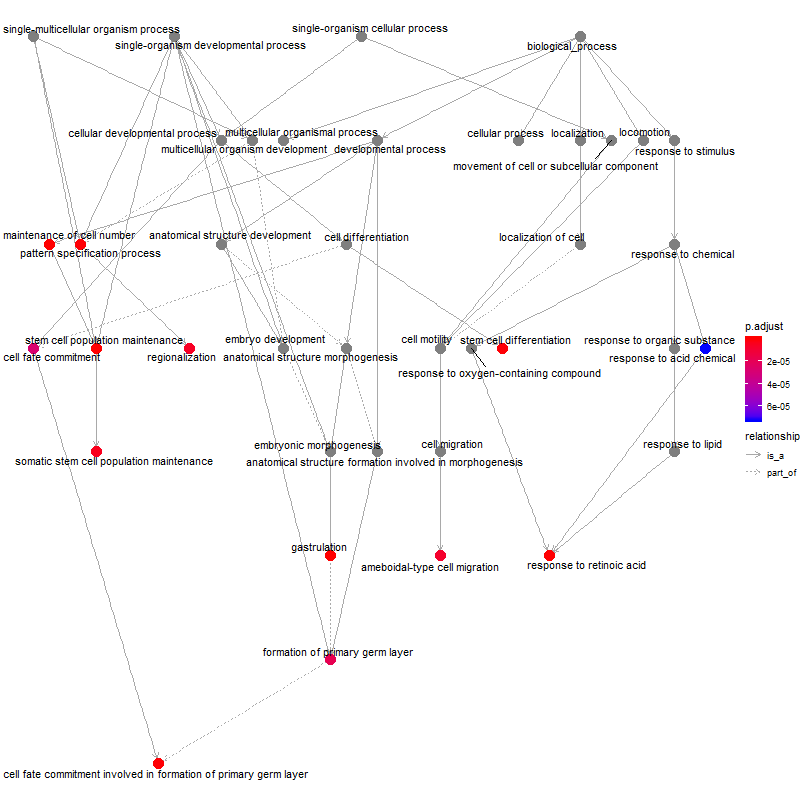 single-multicellular organism process
single-organism cellular process
single-organism developmental process
biological_process
cellular developmental process
multicellular organismal process
cellular process
localization
locomotion
multicellular organism development
developmental process
response to stimulus
movement of cell or subcellular component
maintenance of cell number
anatomical structure development
cell differentiation
localization of cell
pattern specification process
response to chemical
p.adjust
2e-05
4e-05
6e-05
stem cell population maintenance
embryo development
cell motility
stem cell differentiation
response to organic substance
cell fate commitment
regionalization
anatomical structure morphogenesis
response to acid chemical
response to oxygen-containing compound
relationship
is_a
part_of
embryonic morphogenesis
cell migration
response to lipid
somatic stem cell population maintenance
anatomical structure formation involved in morphogenesis
gastrulation
ameboidal-type cell migration
response to retinoic acid
formation of primary germ layer
cell fate commitment involved in formation of primary germ layer